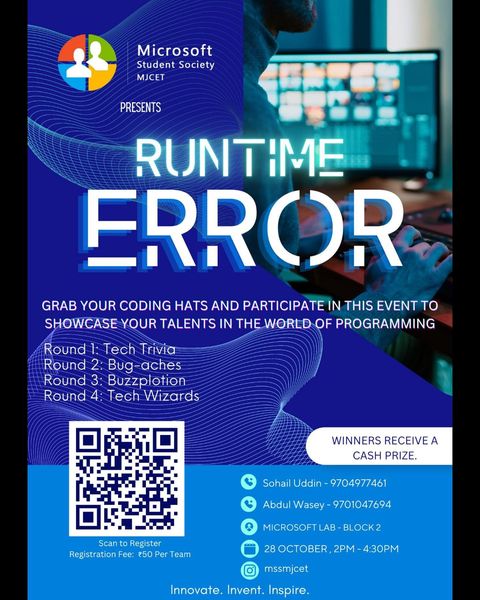 Microsoft
Student Society
MJCET
PRESENTS
RUNTIME
ERROR
GRAB YOUR CODING HATS AND PARTICIPATE IN THIS EVENT TO
SHOWCASE YOUR TALENTS IN THE WORLD OF PROGRAMMING
Round 1: Tech Trivia
Round 2: Bug-aches
Round 3: Buzzplotion
Round 4: Tech Wizards
WINNERS RECEIVE A
CASH PRIZE.
Scan to Register
Registration Fee: ₹50 Per Team
Sohail Uddin - 9704977461
Abdul Wasey - 9701047694
MICROSOFT LAB - BLOCK 2
28 OCTOBER , 2PM - 4:30PM
mssmjcet
Innovate. Invent. Inspire.